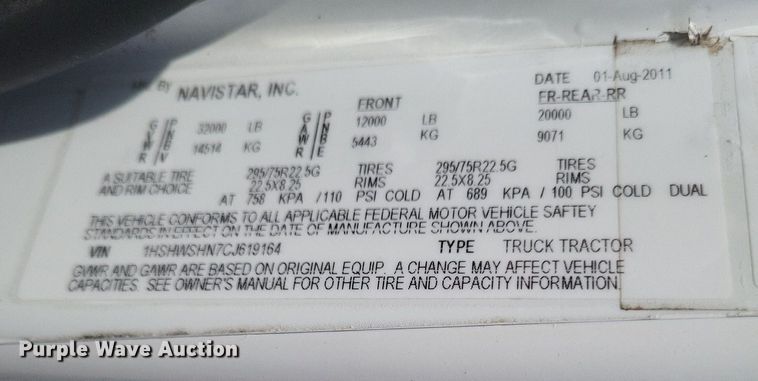 MFG BY NAVISTAR, INC. DATE 01-Aug-2011
FRONT FR-REAR-RR
GVWR PNBV 32000 LB GAWR PNBE 12000 LB 20000 LB
14514 KG 5443 KG 9071 KG
A SUITABLE TIRE 295/75R22.5G TIRES 295/75R22.5G TIRES
AND RIM CHOICE 22.5X8.25 RIMS 22.5X8.25 RIMS
AT 758 KPA /110 PSI COLD AT 689 KPA / 100 PSI COLD DUAL
THIS VEHICLE CONFORMS TO ALL APPLICABLE FEDERAL MOTOR VEHICLE SAFTEY
STANDARDS IN EFFECT ON THE DATE OF MANUFACTURE SHOWN ABOVE.
VIN 1HSHWSHN7CJ619164 TYPE TRUCK TRACTOR
GVWR AND GAWR ARE BASED ON ORIGINAL EQUIP. A CHANGE MAY AFFECT VEHICLE
CAPACITIES. SEE OWNER'S MANUAL FOR OTHER TIRE AND CAPACITY INFORMATION.
Purple Wave Auction